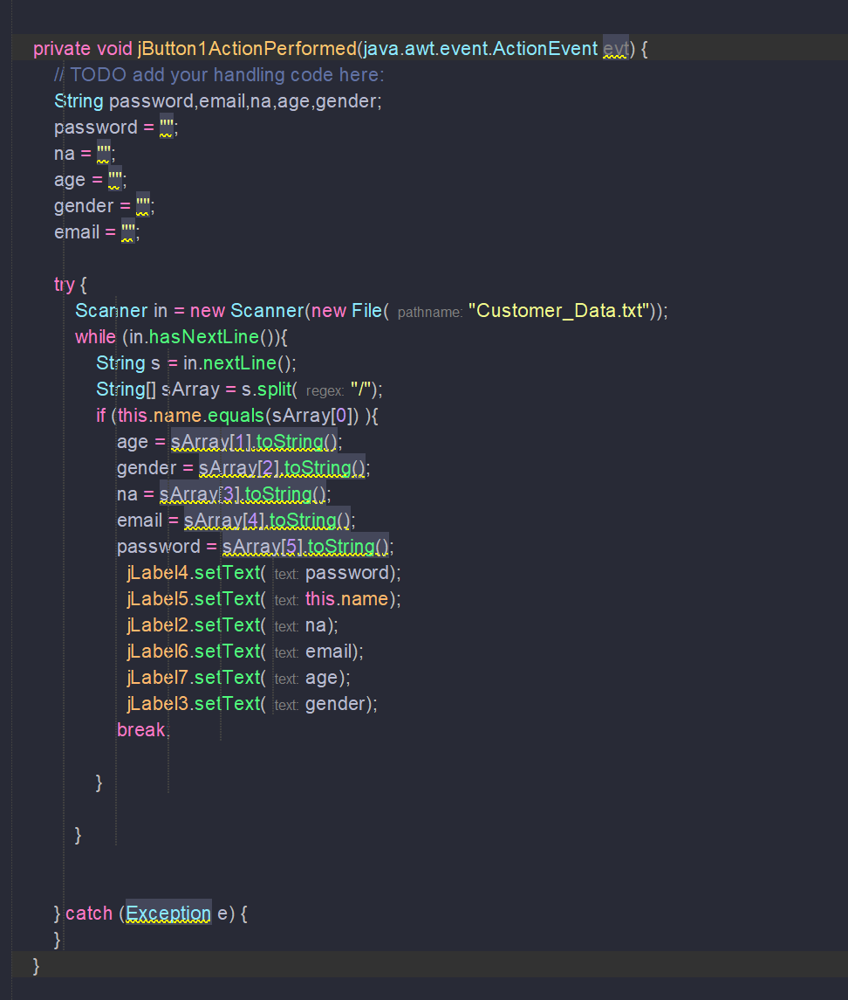 private void jButton1ActionPerformed(java.awt.event.ActionEvent evt) {
// TODO add your handling code here:
String password,email,na,age,gender;
password = "";
na = "";
age = "";
gender = "";
email = "";
try {
Scanner in = new Scanner(new File( pathname: "Customer_Data.txt"));
while (in.hasNextLine()){
String s = in.nextLine();
String[] sArray = s.split( regex: "/");
if (this.name.equals(sArray[0]) ){
age = sArray[1].toString();
gender = sArray[2].toString();
na = sArray[3].toString();
email = sArray[4].toString();
password = sArray[5].toString();
jLabel4.setText( text: password);
jLabel5.setText( text: this.name);
jLabel2.setText( text: na);
jLabel6.setText( text: email);
jLabel7.setText( text: age);
jLabel3.setText( text: gender);
break;
}
}
} catch (Exception e) {
}
}